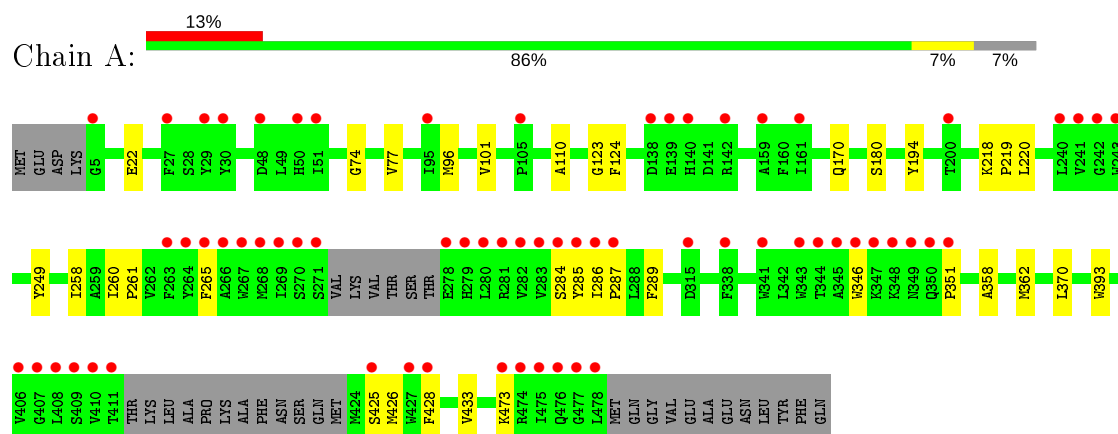 13%
Chain A:
86% 7% 7%
MET GLU ASP LYS G5 E22 F27 S28 Y29 Y30 D48 L49 H50 I51 G74 V77 I95 M96 V101 P105 A110 G123 F124 D138 E139 H140 D141 R142 A159 F160 I161 Q170 S180 Y194 T200 K218 P219 L220 L240 V241 G242 W243
Y249 I258 A259 I260 P261 V262 F263 Y264 F265 A266 W267 M268 I269 S270 S271 VAL LYS VAL THR SER THR E278 H279 L280 R281 V282 V283 S284 Y285 I286 P287 L288 F289 D315 F338 W341 L342 W343 T344 A345 W346 K347 K348 N349 Q350 P351 A358 M362 L370 W393
V406 G407 L408 S409 V410 T411 THR LYS LEU ALA PRO LYS ALA PHE ASN SER GLN MET M424 S425 M426 W427 F428 V433 K473 R474 I475 Q476 G477 L478 MET GLN GLY VAL GLU ALA GLU ASN LEU TYR PHE GLN